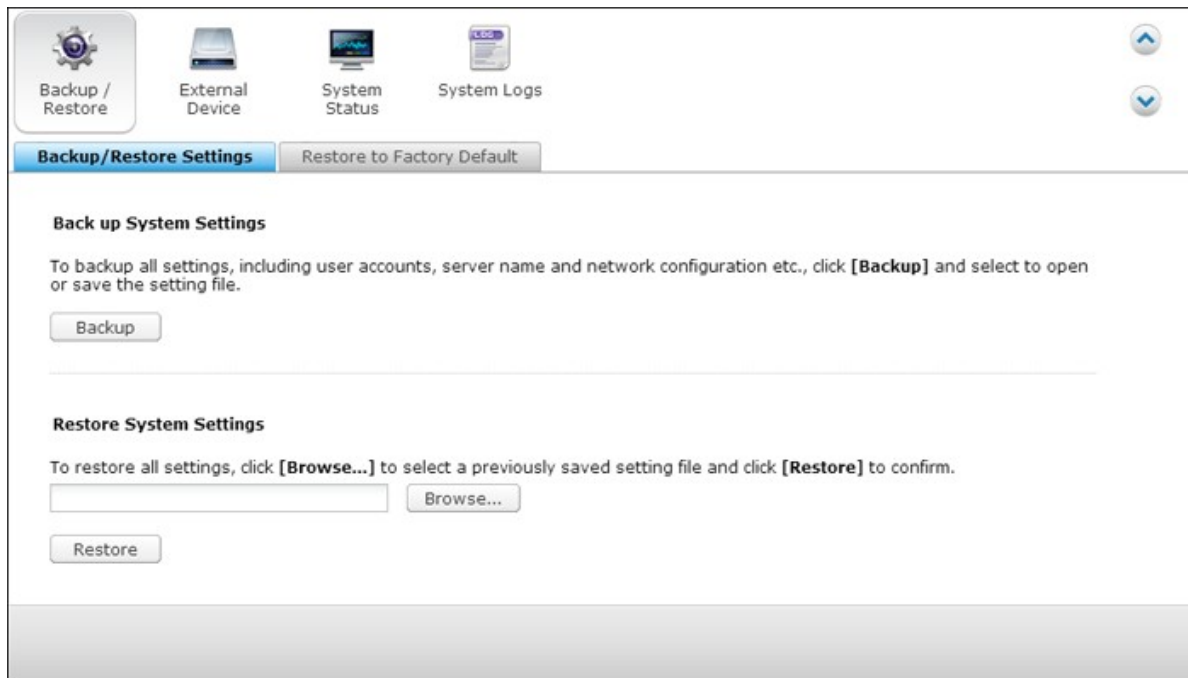 Backup /
Restore
External
Device
System
Status
LOG
System Logs
Backup/Restore Settings
Restore to Factory Default
Back up System Settings
To backup all settings, including user accounts, server name and network configuration etc., click [Backup] and select to open
or save the setting file.
Backup
Restore System Settings
To restore all settings, click [Browse...] to select a previously saved setting file and click [Restore] to confirm.
Browse...
Restore